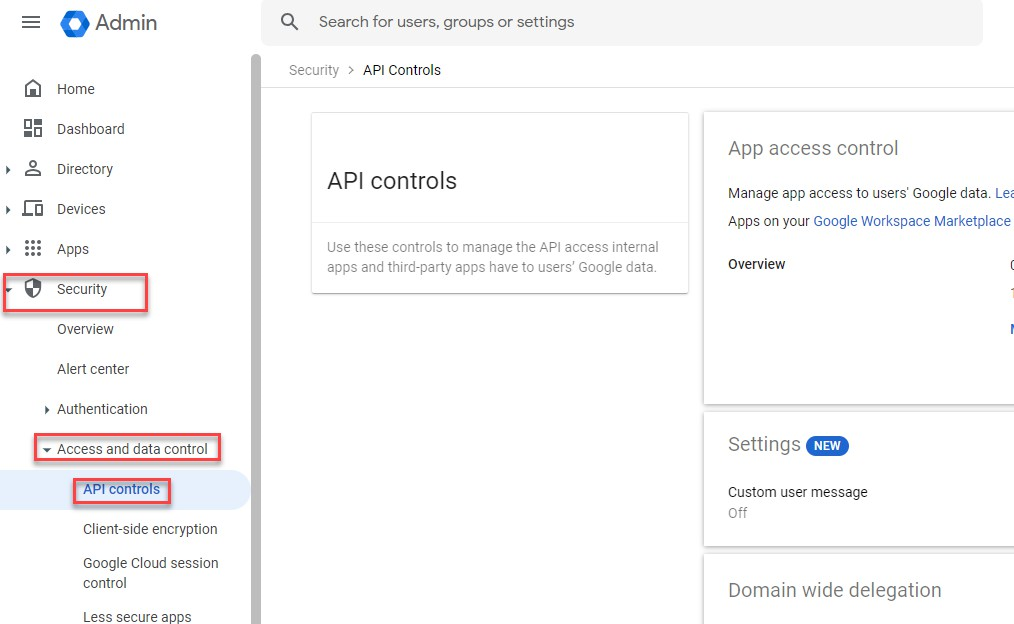 Admin
Search for users, groups or settings
Home
Dashboard
Directory
Devices
Apps
Security
Overview
Alert center
Authentication
Access and data control
API controls
Client-side encryption
Google Cloud session
control
Less secure apps
Security > API Controls
API controls
Use these controls to manage the API access internal
apps and third-party apps have to users' Google data.
App access control
Manage app access to users' Google data.
Apps on your Google Workspace Marketplace
Overview
Settings NEW
Custom user message
Off
Domain wide delegation